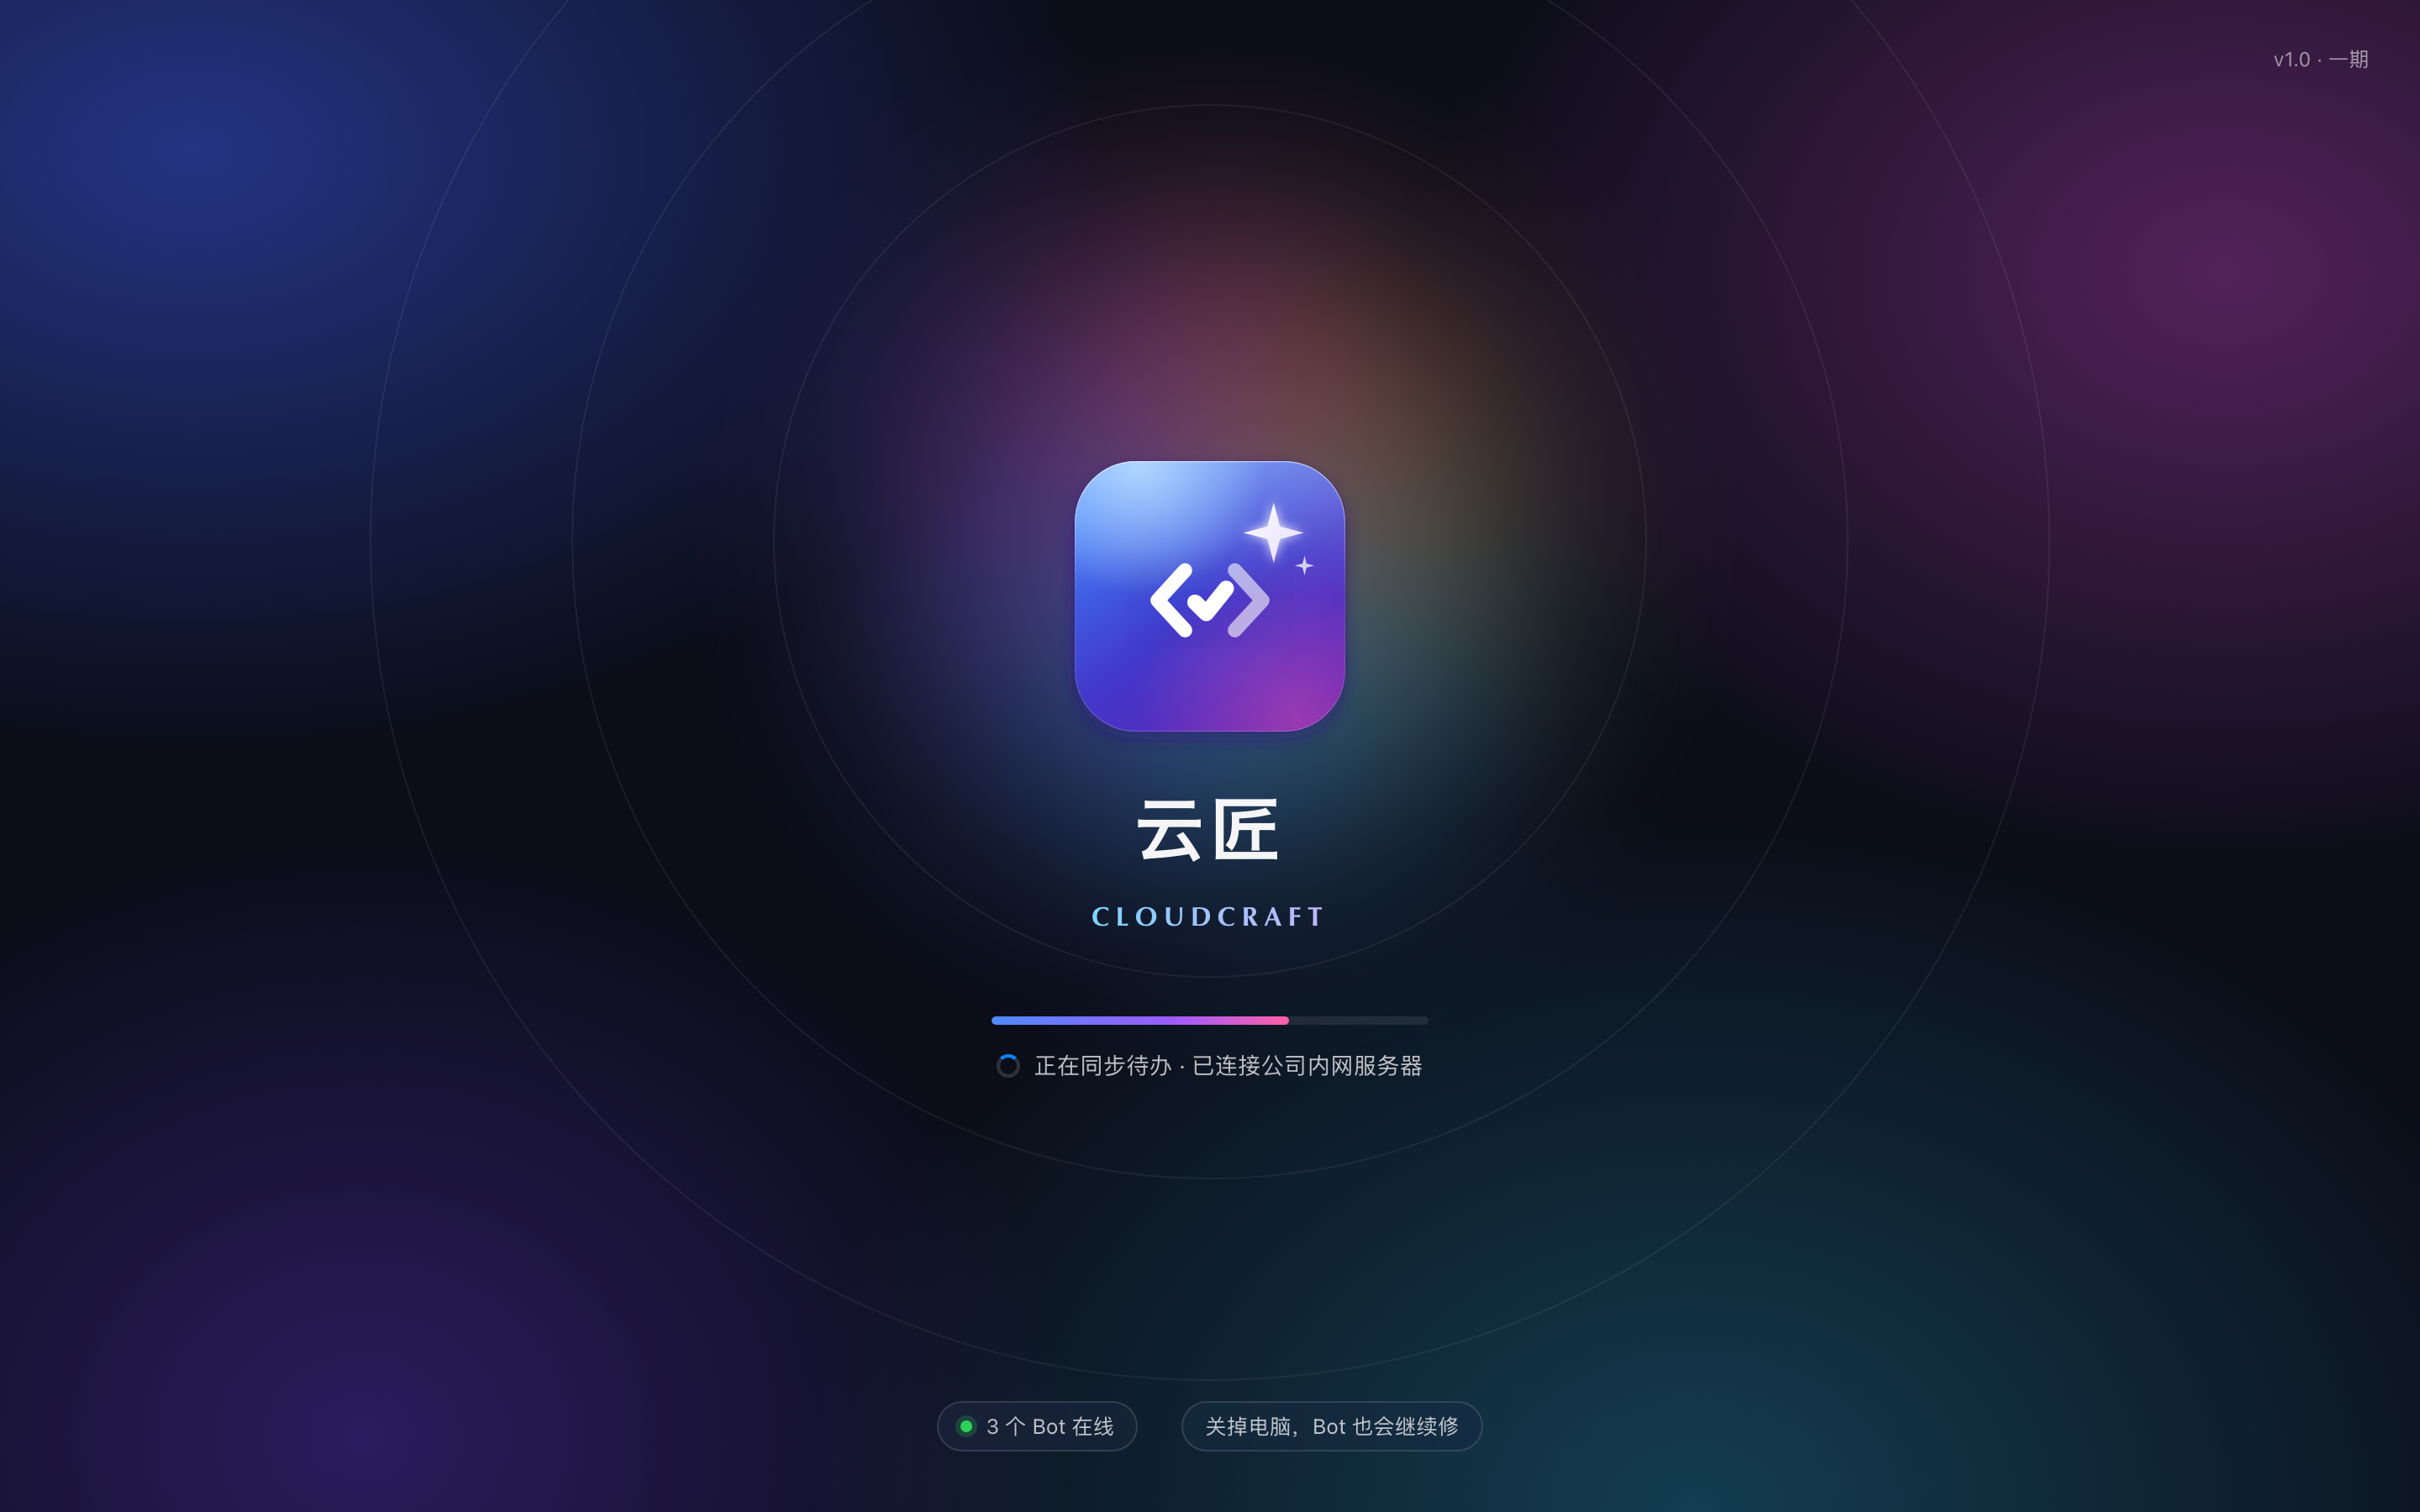 v1.0 · 一期
云匠
CLOUDCRAFT
正在同步待办 · 已连接公司内网服务器
3 个 Bot 在线
关掉电脑，Bot 也会继续修